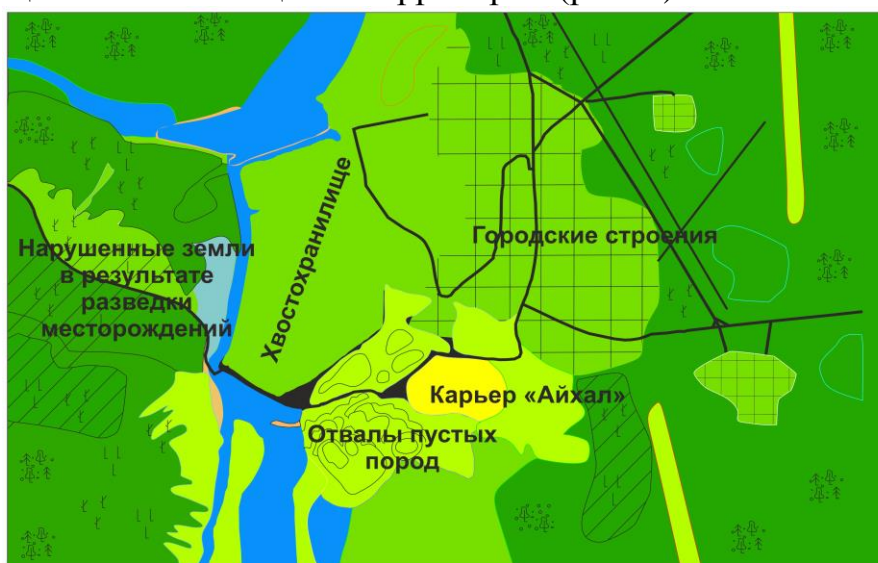 Хвостохранилище
Городские строения
Нарушенные земли
в результате
разведки
месторождений
Карьер «Айхал»
Отвалы пустых
пород